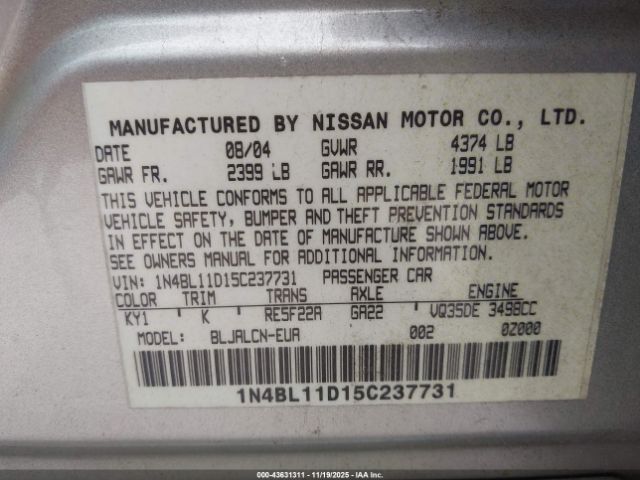 MANUFACTURED BY NISSAN MOTOR CO., LTD.
DATE 08/04 GVWR 4374 LB
GAWR FR. 2399 LB GAWR RR. 1991 LB
THIS VEHICLE CONFORMS TO ALL APPLICABLE FEDERAL MOTOR
VEHICLE SAFETY, BUMPER AND THEFT PREVENTION STANDARDS
IN EFFECT ON THE DATE OF MANUFACTURE SHOWN ABOVE.
SEE OWNERS MANUAL FOR ADDITIONAL INFORMATION.
VIN: 1N4BL11D15C237731 PASSENGER CAR
COLOR TRIM TRANS AXLE ENGINE
KY1 K RE5F22A GA22 VQ35DE 3498CC
MODEL: BLJALCN-EUA 002 0Z000
1N4BL11D15C237731
000-43631311 - 11/19/2025 - IAA Inc.